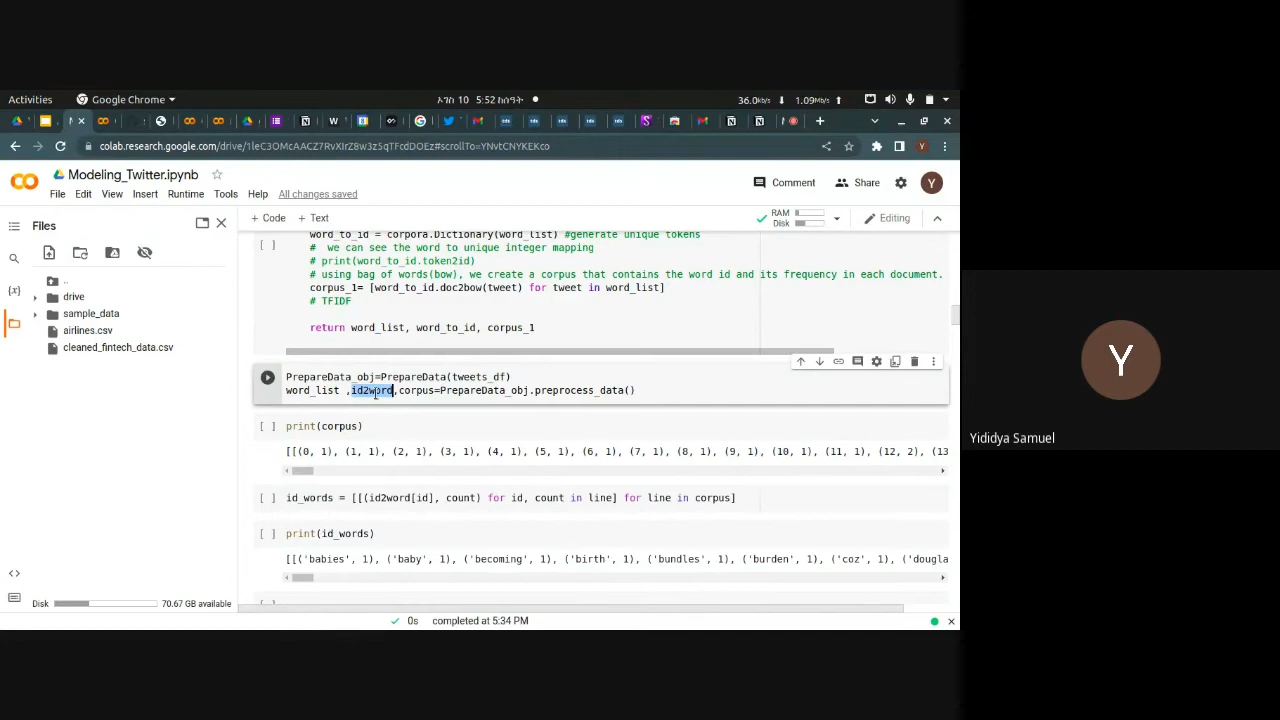 Activities
Google Chrome
ኦገስ 10 5:52 ከሰዓት
36.0kb/s
1.09Mb/s
colab.research.google.com/drive/1leC3OMcAACZ7RvXIrZ8w3z5qTFcdDOEz#scrollTo=YNvtCNYKEKco
Modeling_Twitter.ipynb
File Edit View Insert Runtime Tools Help All changes saved
Comment
Share
Y
Files
+ Code + Text
RAM
Disk
Editing
..
drive
sample_data
airlines.csv
cleaned_fintech_data.csv
word_to_id = corpora.Dictionary(word_list) #generate unique tokens
# we can see the word to unique integer mapping
# print(word_to_id.token2id)
# using bag of words(bow), we create a corpus that contains the word id and its frequency in each document.
corpus_1= [word_to_id.doc2bow(tweet) for tweet in word_list]
# TFIDF
return word_list, word_to_id, corpus_1
PrepareData_obj=PrepareData(tweets_df)
word_list ,id2word,corpus=PrepareData_obj.preprocess_data()
[ ] print(corpus)
[[(0, 1), (1, 1), (2, 1), (3, 1), (4, 1), (5, 1), (6, 1), (7, 1), (8, 1), (9, 1), (10, 1), (11, 1), (12, 2), (13
[ ] id_words = [[(id2word[id], count) for id, count in line] for line in corpus]
[ ] print(id_words)
[[('babies', 1), ('baby', 1), ('becoming', 1), ('birth', 1), ('bundles', 1), ('burden', 1), ('coz', 1), ('dougla
Disk
70.67 GB available
0s completed at 5:34 PM
Y
Yididya Samuel